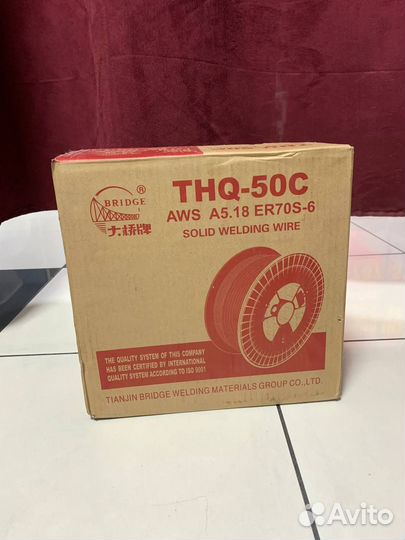 BRIDGE ®
大桥牌
THQ-50C
AWS A5.18 ER70S-6
SOLID WELDING WIRE
THE QUALITY SYSTEM OF THIS COMPANY
HAS BEEN CERTIFIED BY INTERNATIONAL
QUALITY SYSTEM ACCORDING TO ISO 9001
TIANJIN BRIDGE WELDING MATERIALS GROUP CO.,LTD.
Avito